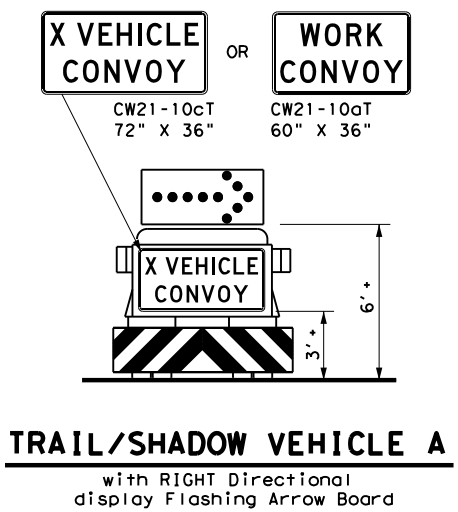 X VEHICLE
CONVOY
OR
WORK
CONVOY
CW21-10cT
72" X 36"
CW21-10aT
60" X 36"
X VEHICLE
CONVOY
6' +
3' +
TRAIL/SHADOW VEHICLE A
with RIGHT Directional
display Flashing Arrow Board